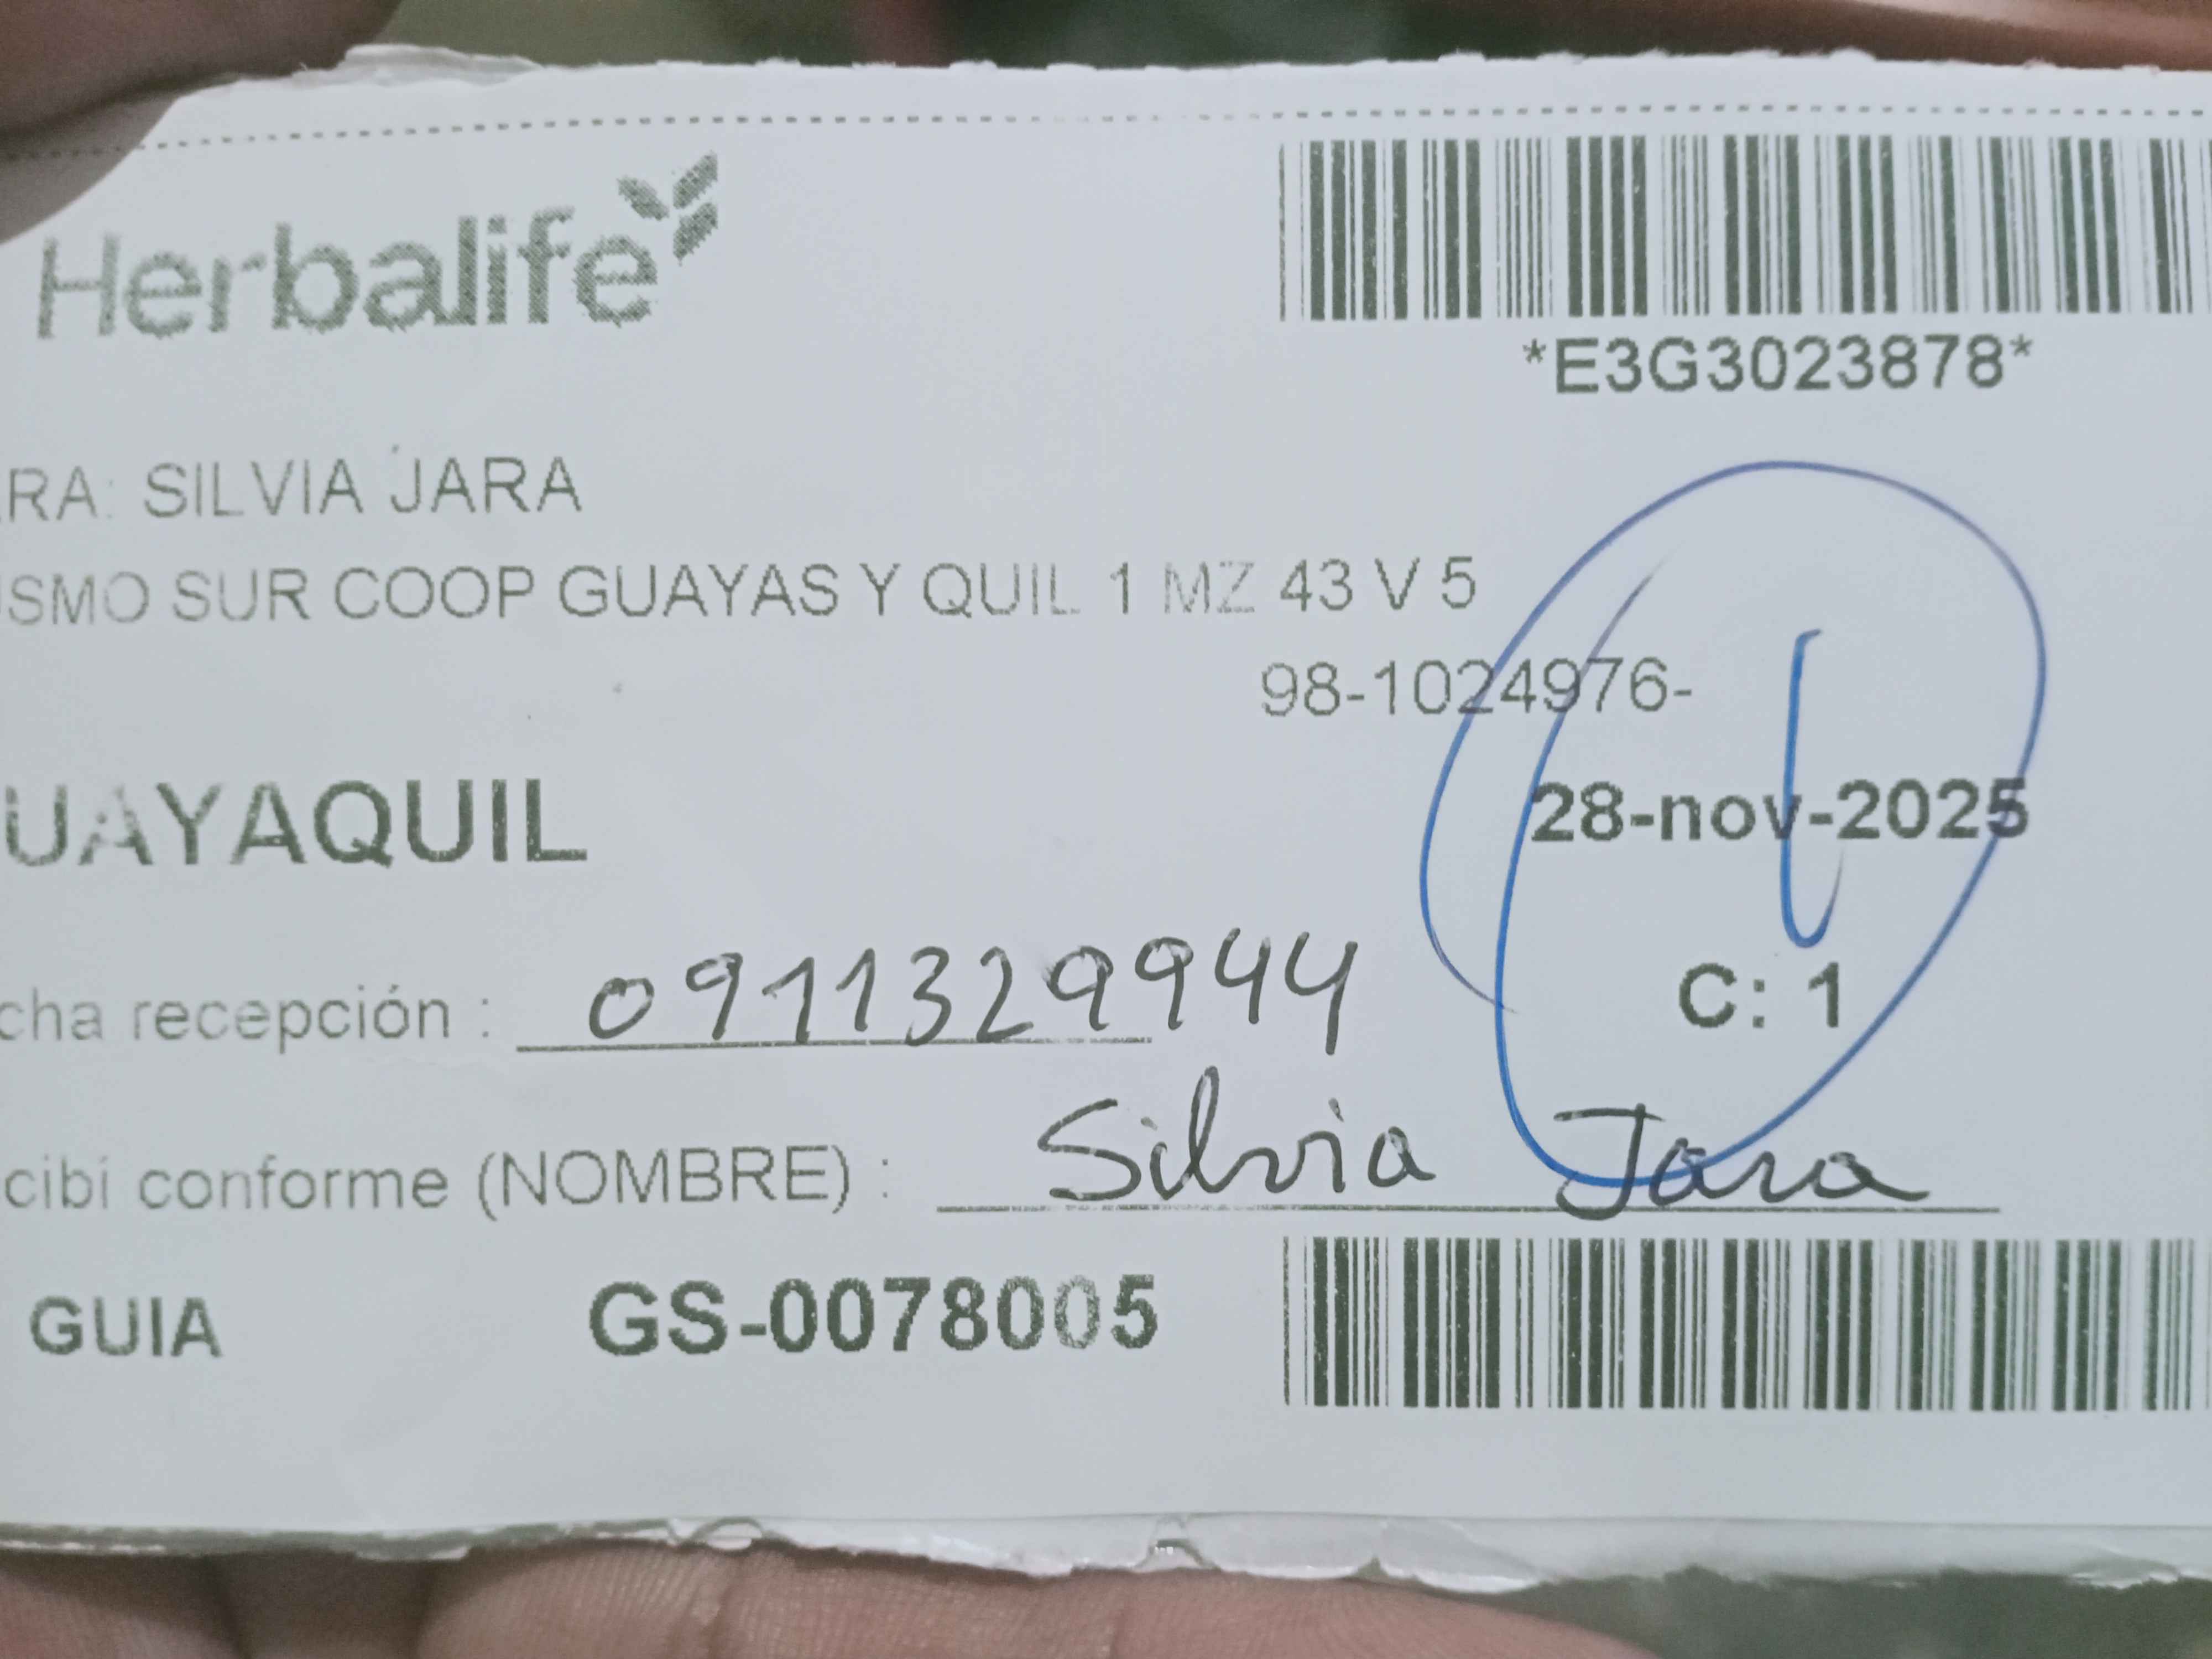 Herbalife
*E3G3023878*
RA: SILVIA JARA
SMO SUR COOP GUAYAS Y QUIL 1 MZ 43 V 5
98-1024976-
UAYAQUIL
28-nov-2025
C: 1
cha recepción : 0911329944
cibí conforme (NOMBRE) : Silvia Jara
GUIA GS-0078005